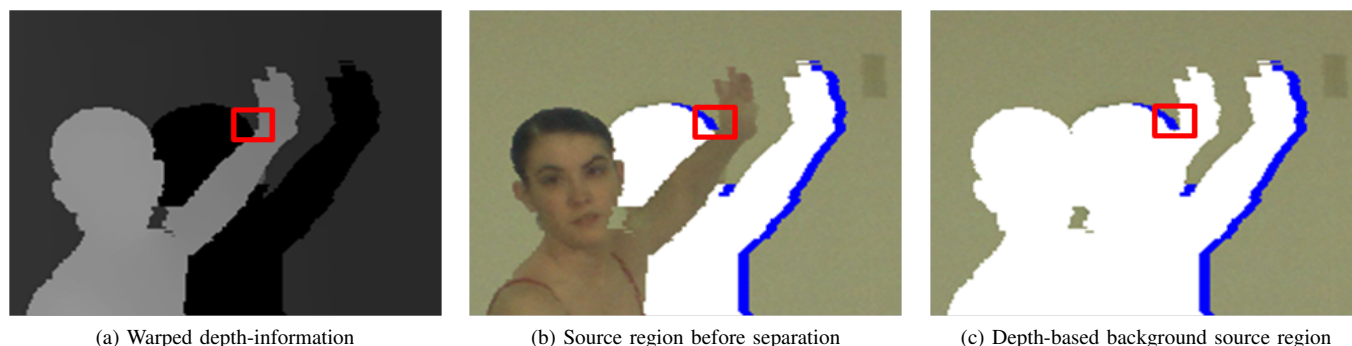 (a) Warped depth-information
(b) Source region before separation
(c) Depth-based background source region